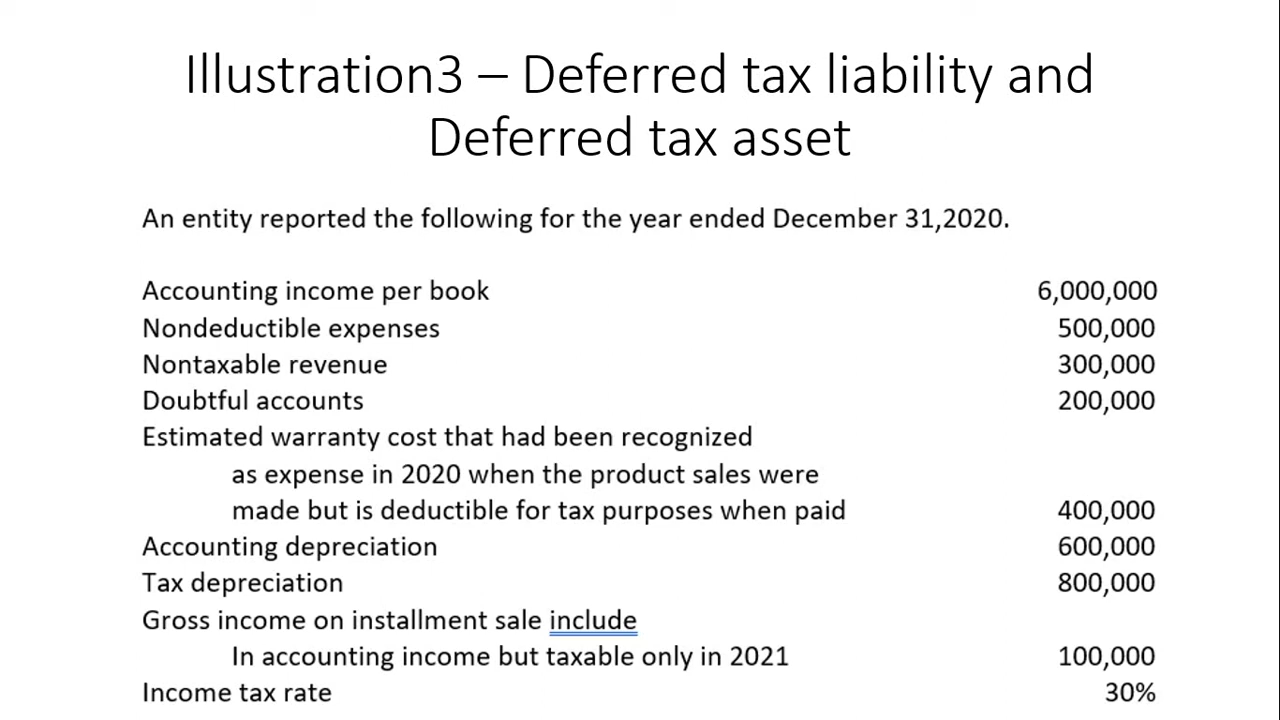 Illustration3 – Deferred tax liability and
Deferred tax asset
An entity reported the following for the year ended December 31,2020.
Accounting income per book 6,000,000
Nondeductible expenses 500,000
Nontaxable revenue 300,000
Doubtful accounts 200,000
Estimated warranty cost that had been recognized
as expense in 2020 when the product sales were
made but is deductible for tax purposes when paid 400,000
Accounting depreciation 600,000
Tax depreciation 800,000
Gross income on installment sale include
In accounting income but taxable only in 2021 100,000
Income tax rate 30%